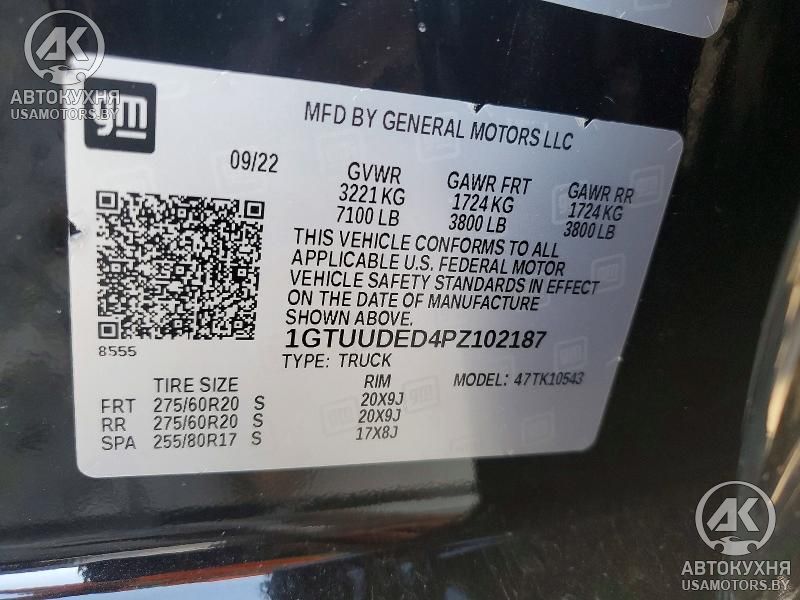 AK
АВТОКУХНЯ
USAMOTORS.BY
gm
MFD BY GENERAL MOTORS LLC
09/22
GVWR
3221 KG
7100 LB
GAWR FRT
1724 KG
3800 LB
GAWR RR
1724 KG
3800 LB
THIS VEHICLE CONFORMS TO ALL
APPLICABLE U.S. FEDERAL MOTOR
VEHICLE SAFETY STANDARDS IN EFFECT
ON THE DATE OF MANUFACTURE
SHOWN ABOVE.
8555
1GTUUDED4PZ102187
TYPE: TRUCK
MODEL: 47TK10543
TIRE SIZE RIM
FRT 275/60R20 S 20X9J
RR 275/60R20 S 20X9J
SPA 255/80R17 S 17X8J
AK
АВТОКУХНЯ
USAMOTORS.BY